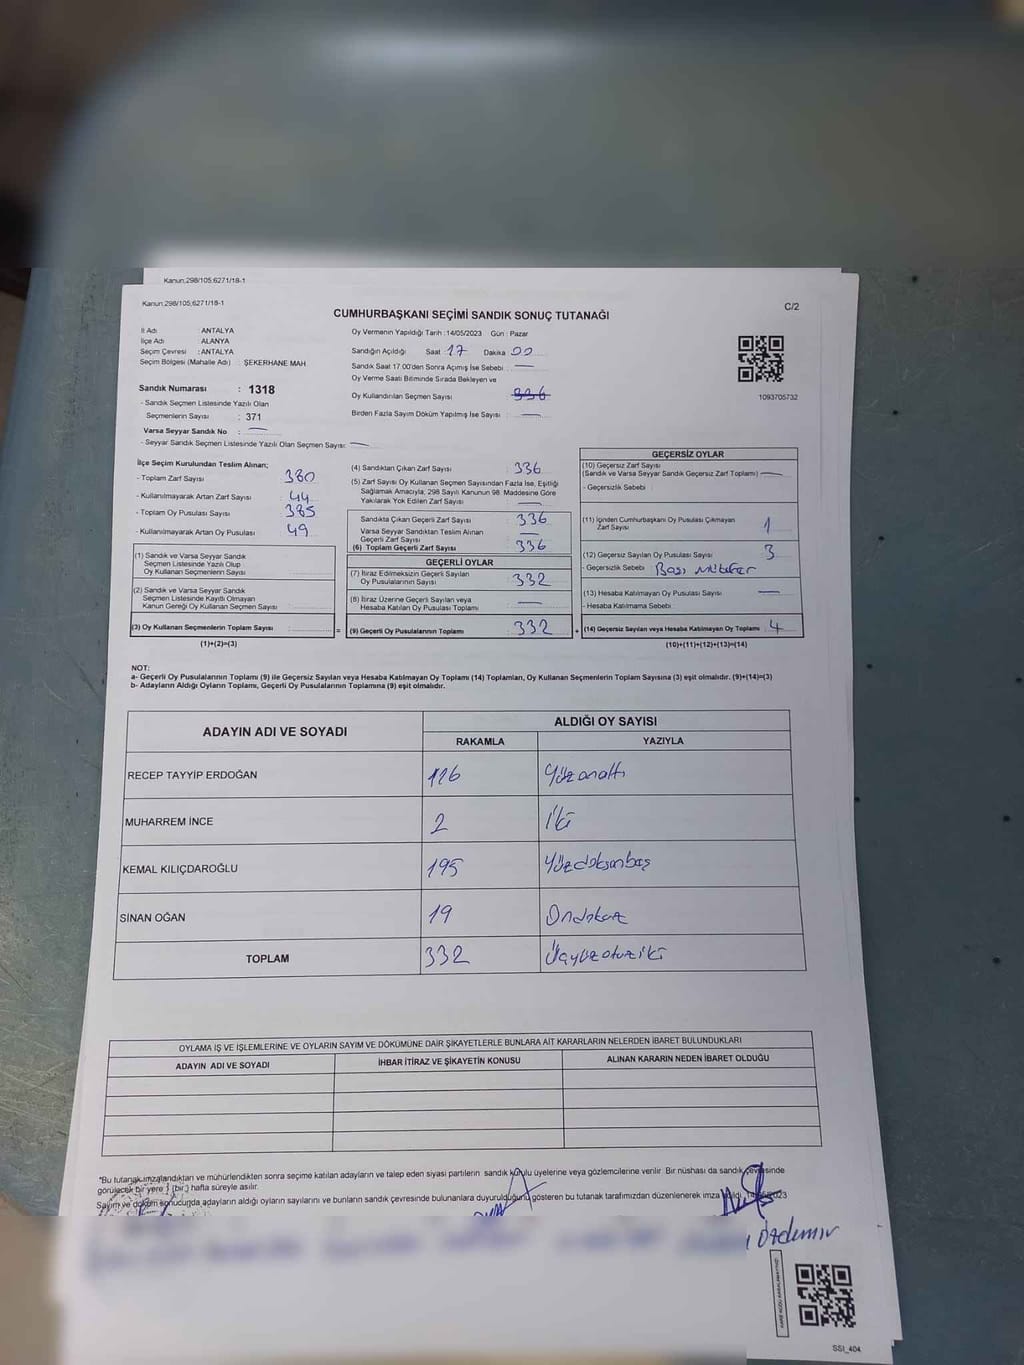 Kanun;298/105;6271/18-1
Kanun;298/105;6271/18-1
C/2
CUMHURBAŞKANI SEÇİMİ SANDIK SONUÇ TUTANAĞI
İl Adı : ANTALYA
İlçe Adı : ALANYA
Seçim Çevresi : ANTALYA
Seçim Bölgesi (Mahalle Adı) : ŞEKERHANE MAH
Sandık Numarası : 1318
- Sandık Seçmen Listesinde Yazılı Olan
Seçmenlerin Sayısı : 371
Varsa Seyyar Sandık No : —
- Seyyar Sandık Seçmen Listesinde Yazılı Olan Seçmen Sayısı: —
Oy Vermenin Yapıldığı Tarih :14/05/2023 Gün : Pazar
Sandığın Açıldığı Saat :17 Dakika 00
Sandık Saat 17.00'den Sonra Açımış İse Sebebi : —
Oy Verme Saati Bitiminde Sırada Bekleyen ve
Oy Kullandırılan Seçmen Sayısı 336
Birden Fazla Sayım Döküm Yapılmış İse Sayısı : —
1093705732
İlçe Seçim Kurulundan Teslim Alınan;
- Toplam Zarf Sayısı : 380
- Kullanılmayarak Artan Zarf Sayısı : 44
- Toplam Oy Pusulası Sayısı : 385
- Kullanılmayarak Artan Oy Pusulası : 49
(1) Sandık ve Varsa Seyyar Sandık
Seçmen Listesinde Yazılı Olup
Oy Kullanan Seçmenlerin Sayısı :
(2) Sandık ve Varsa Seyyar Sandık
Seçmen Listesinde Kayıtlı Olmayan
Kanun Gereği Oy Kullanan Seçmen Sayısı :
(3) Oy Kullanan Seçmenlerin Toplam Sayısı :
(1)+(2)=(3)
(4) Sandıktan Çıkan Zarf Sayısı : 336
(5) Zarf Sayısı Oy Kullanan Seçmen Sayısından Fazla İse, Eşitliği
Sağlamak Amacıyla; 298 Sayılı Kanunun 98. Maddesine Göre
Yakılarak Yok Edilen Zarf Sayısı : —
Sandıkta Çıkan Geçerli Zarf Sayısı : 336
Varsa Seyyar Sandıktan Teslim Alınan
Geçerli Zarf Sayısı : —
(6) Toplam Geçerli Zarf Sayısı : 336
GEÇERLİ OYLAR
(7) İtiraz Edilmeksizin Geçerli Sayılan
Oy Pusulalarının Sayısı : 332
(8) İtiraz Üzerine Geçerli Sayılan veya
Hesaba Katılan Oy Pusulası Toplamı : —
= (9) Geçerli Oy Pusulalarının Toplamı : 332 +
GEÇERSİZ OYLAR
(10) Geçersiz Zarf Sayısı
(Sandık ve Varsa Seyyar Sandık Geçersiz Zarf Toplamı) —
- Geçersizlik Sebebi :
(11) İçinden Cumhurbaşkanı Oy Pusulası Çıkmayan
Zarf Sayısı : 1
(12) Geçersiz Sayılan Oy Pusulası Sayısı : 3
- Geçersizlik Sebebi :
(13) Hesaba Katılmayan Oy Pusulası Sayısı : —
- Hesaba Katılmama Sebebi :
(14) Geçersiz Sayılan veya Hesaba Katılmayan Oy Toplamı : 4
(10)+(11)+(12)+(13)=(14)
NOT:
a- Geçerli Oy Pusulalarının Toplamı (9) ile Geçersiz Sayılan veya Hesaba Katılmayan Oy Toplamı (14) Toplamları, Oy Kullanan Seçmenlerin Toplam Sayısına (3) eşit olmalıdır. (9)+(14)=(3)
b- Adayların Aldığı Oyların Toplamı, Geçerli Oy Pusulalarının Toplamına (9) eşit olmalıdır.
ADAYIN ADI VE SOYADI
ALDIĞI OY SAYISI
RAKAMLA YAZIYLA
RECEP TAYYİP ERDOĞAN 116 Yüzonaltı
MUHARREM İNCE 2 İki
KEMAL KILIÇDAROĞLU 195 Yüzdoksanbeş
SİNAN OĞAN 19 Ondokuz
TOPLAM 332 Üçyüzotuziki
OYLAMA İŞ VE İŞLEMLERİNE VE OYLARIN SAYIM VE DÖKÜMÜNE DAİR ŞİKAYETLERLE BUNLARA AİT KARARLARIN NELERDEN İBARET BULUNDUKLARI
ADAYIN ADI VE SOYADI İHBAR İTİRAZ VE ŞİKAYETİN KONUSU ALINAN KARARIN NEDEN İBARET OLDUĞU
*Bu tutanak imzalandıktan ve mühürlendikten sonra seçime katılan adayların ve talep eden siyasi partilerin sandık kurulu üyelerine veya gözlemcilerine verilir. Bir nüshası da sandık çevresinde
görülecek bir yere 1 (bir) hafta süreyle asılır.
Sayım ve döküm sonucunda adayların aldığı oyların sayılarını ve bunların sandık çevresinde bulunanlara duyurulduğunu gösteren bu tutanak tarafımızdan düzenlenerek imza
Özdemir
SSI_404